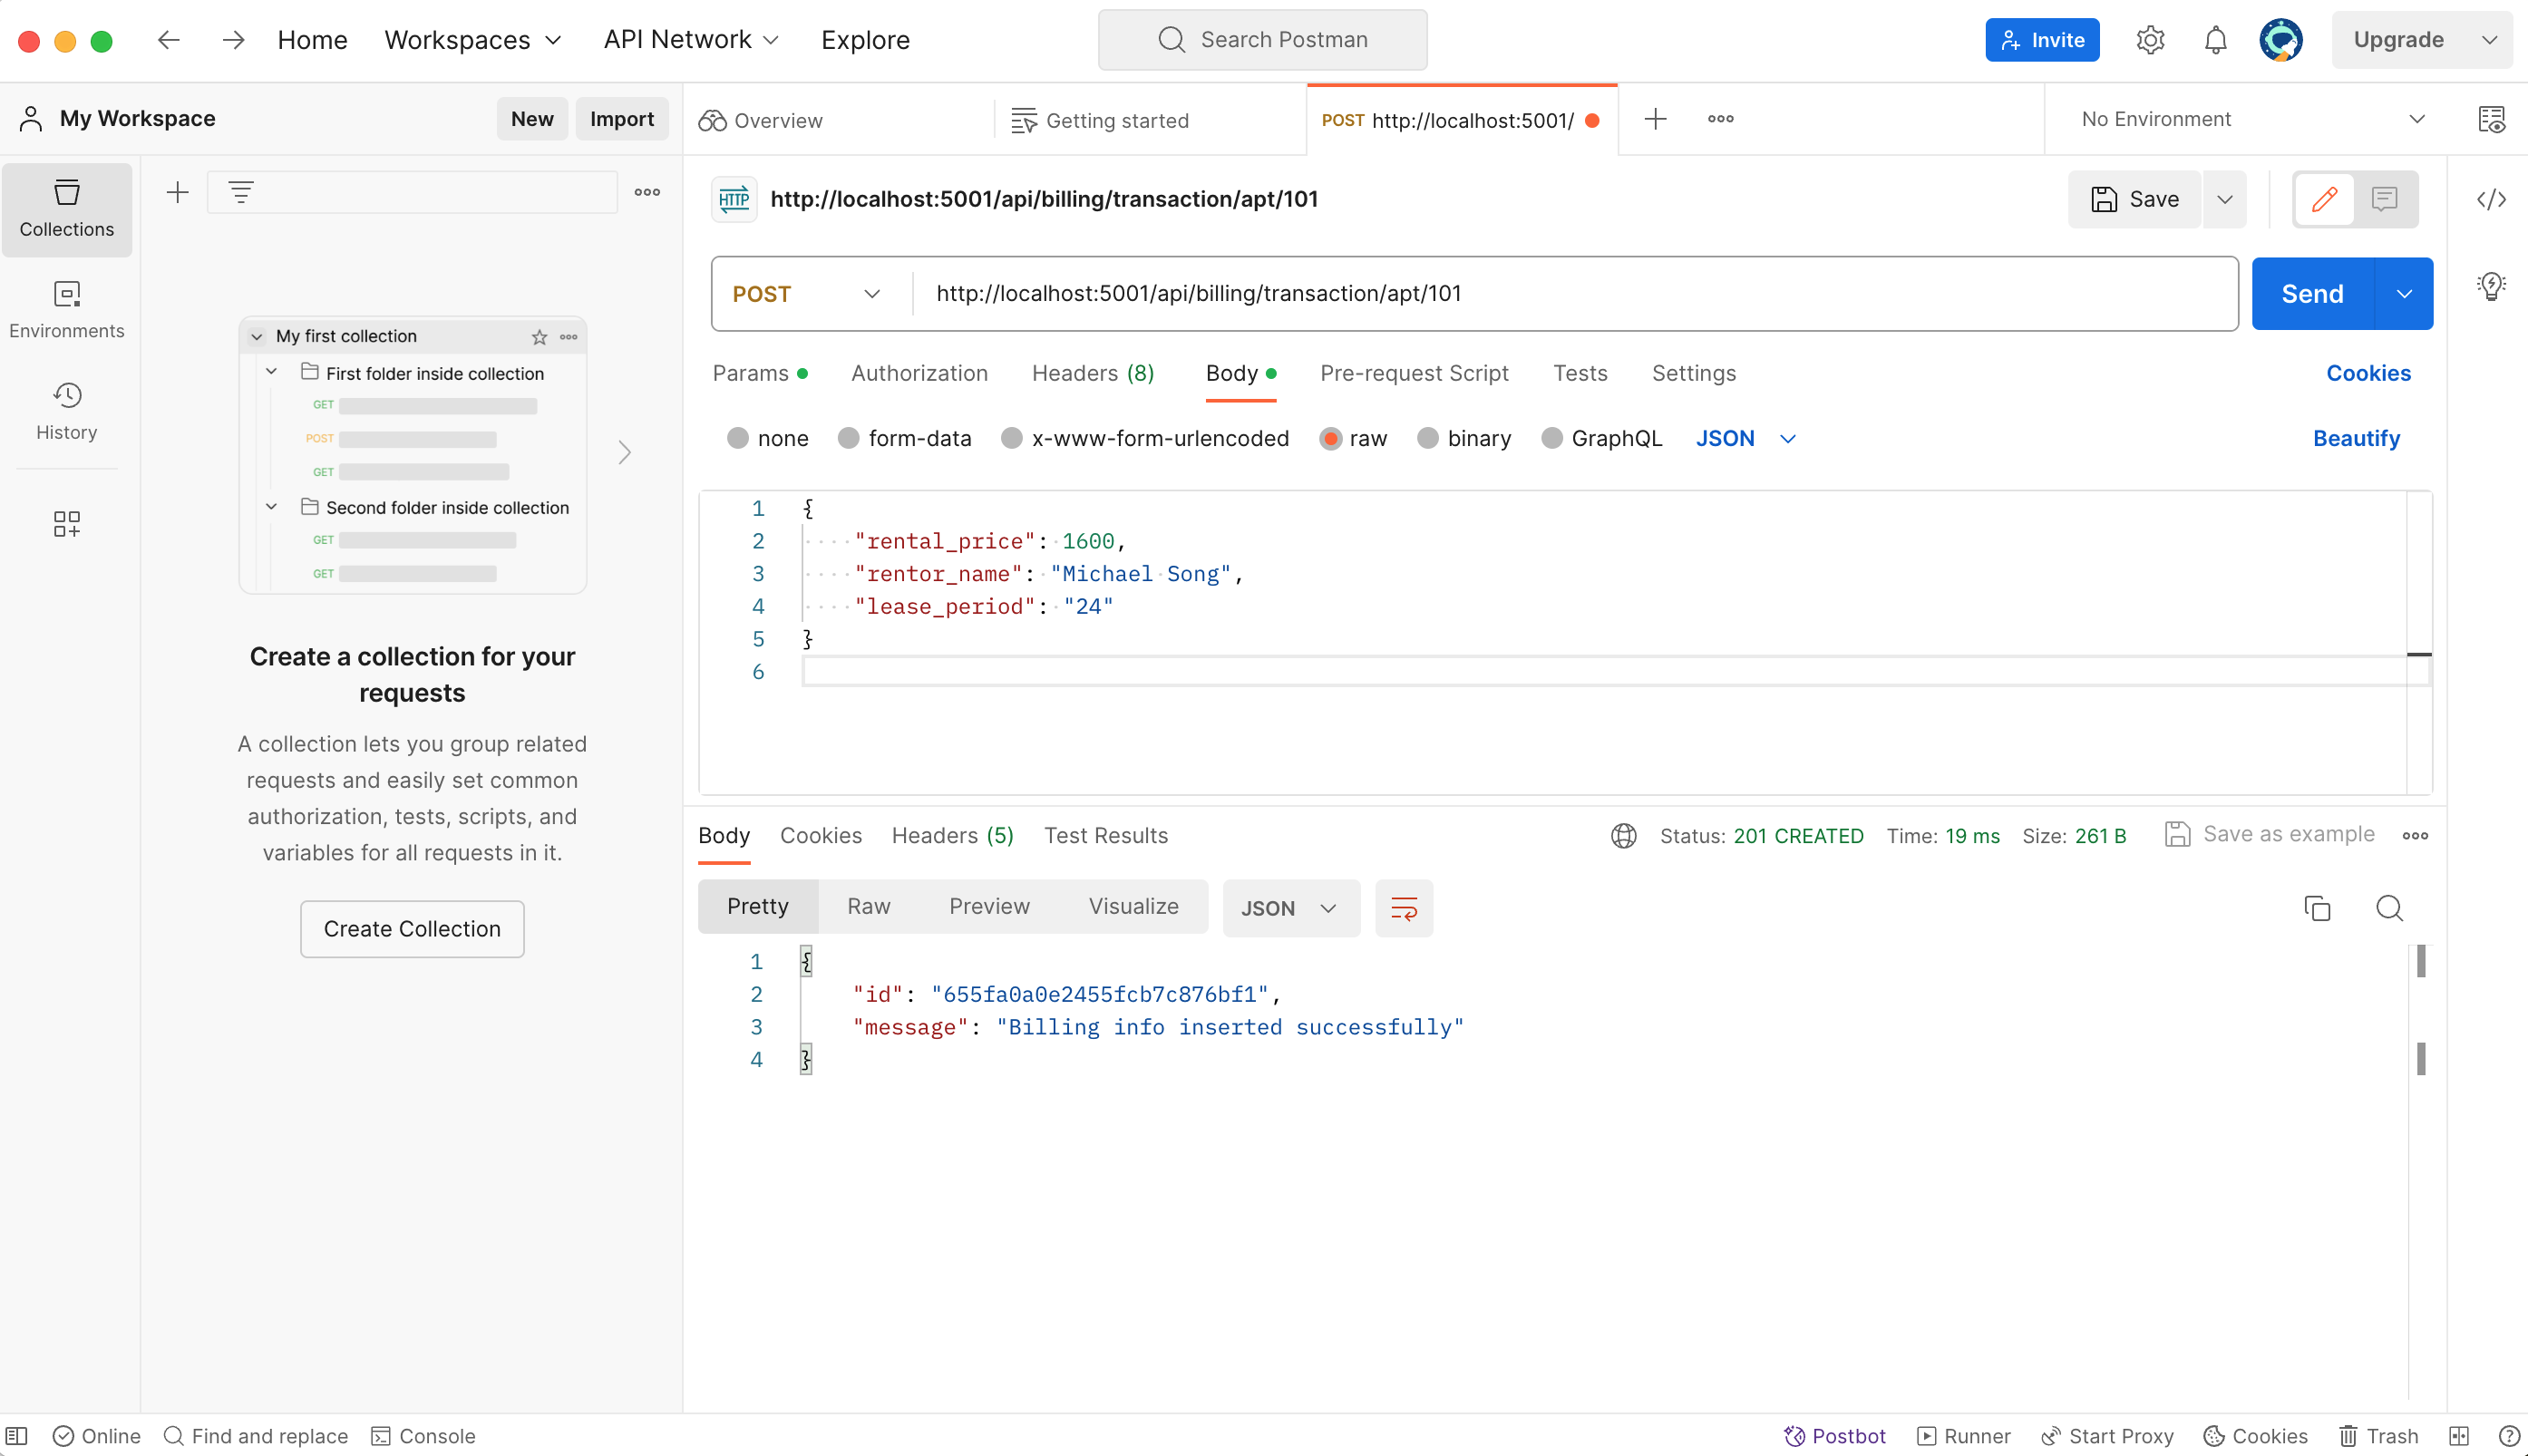 Home Workspaces API Network Explore Search Postman Invite Upgrade
My Workspace New Import
Overview Getting started POST http://localhost:5001/ No Environment
Collections
Environments
History
My first collection
First folder inside collection
GET
POST
GET
Second folder inside collection
GET
GET
Create a collection for your
requests
A collection lets you group related
requests and easily set common
authorization, tests, scripts, and
variables for all requests in it.
Create Collection
HTTP http://localhost:5001/api/billing/transaction/apt/101 Save
POST http://localhost:5001/api/billing/transaction/apt/101 Send
Params Authorization Headers (8) Body Pre-request Script Tests Settings Cookies
none form-data x-www-form-urlencoded raw binary GraphQL JSON Beautify
1 {
2 "rental_price": 1600,
3 "rentor_name": "Michael Song",
4 "lease_period": "24"
5 }
6
Body Cookies Headers (5) Test Results Status: 201 CREATED Time: 19 ms Size: 261 B Save as example
Pretty Raw Preview Visualize JSON
1 {
2 "id": "655fa0a0e2455fcb7c876bf1",
3 "message": "Billing info inserted successfully"
4 }
Online Find and replace Console Postbot Runner Start Proxy Cookies Trash